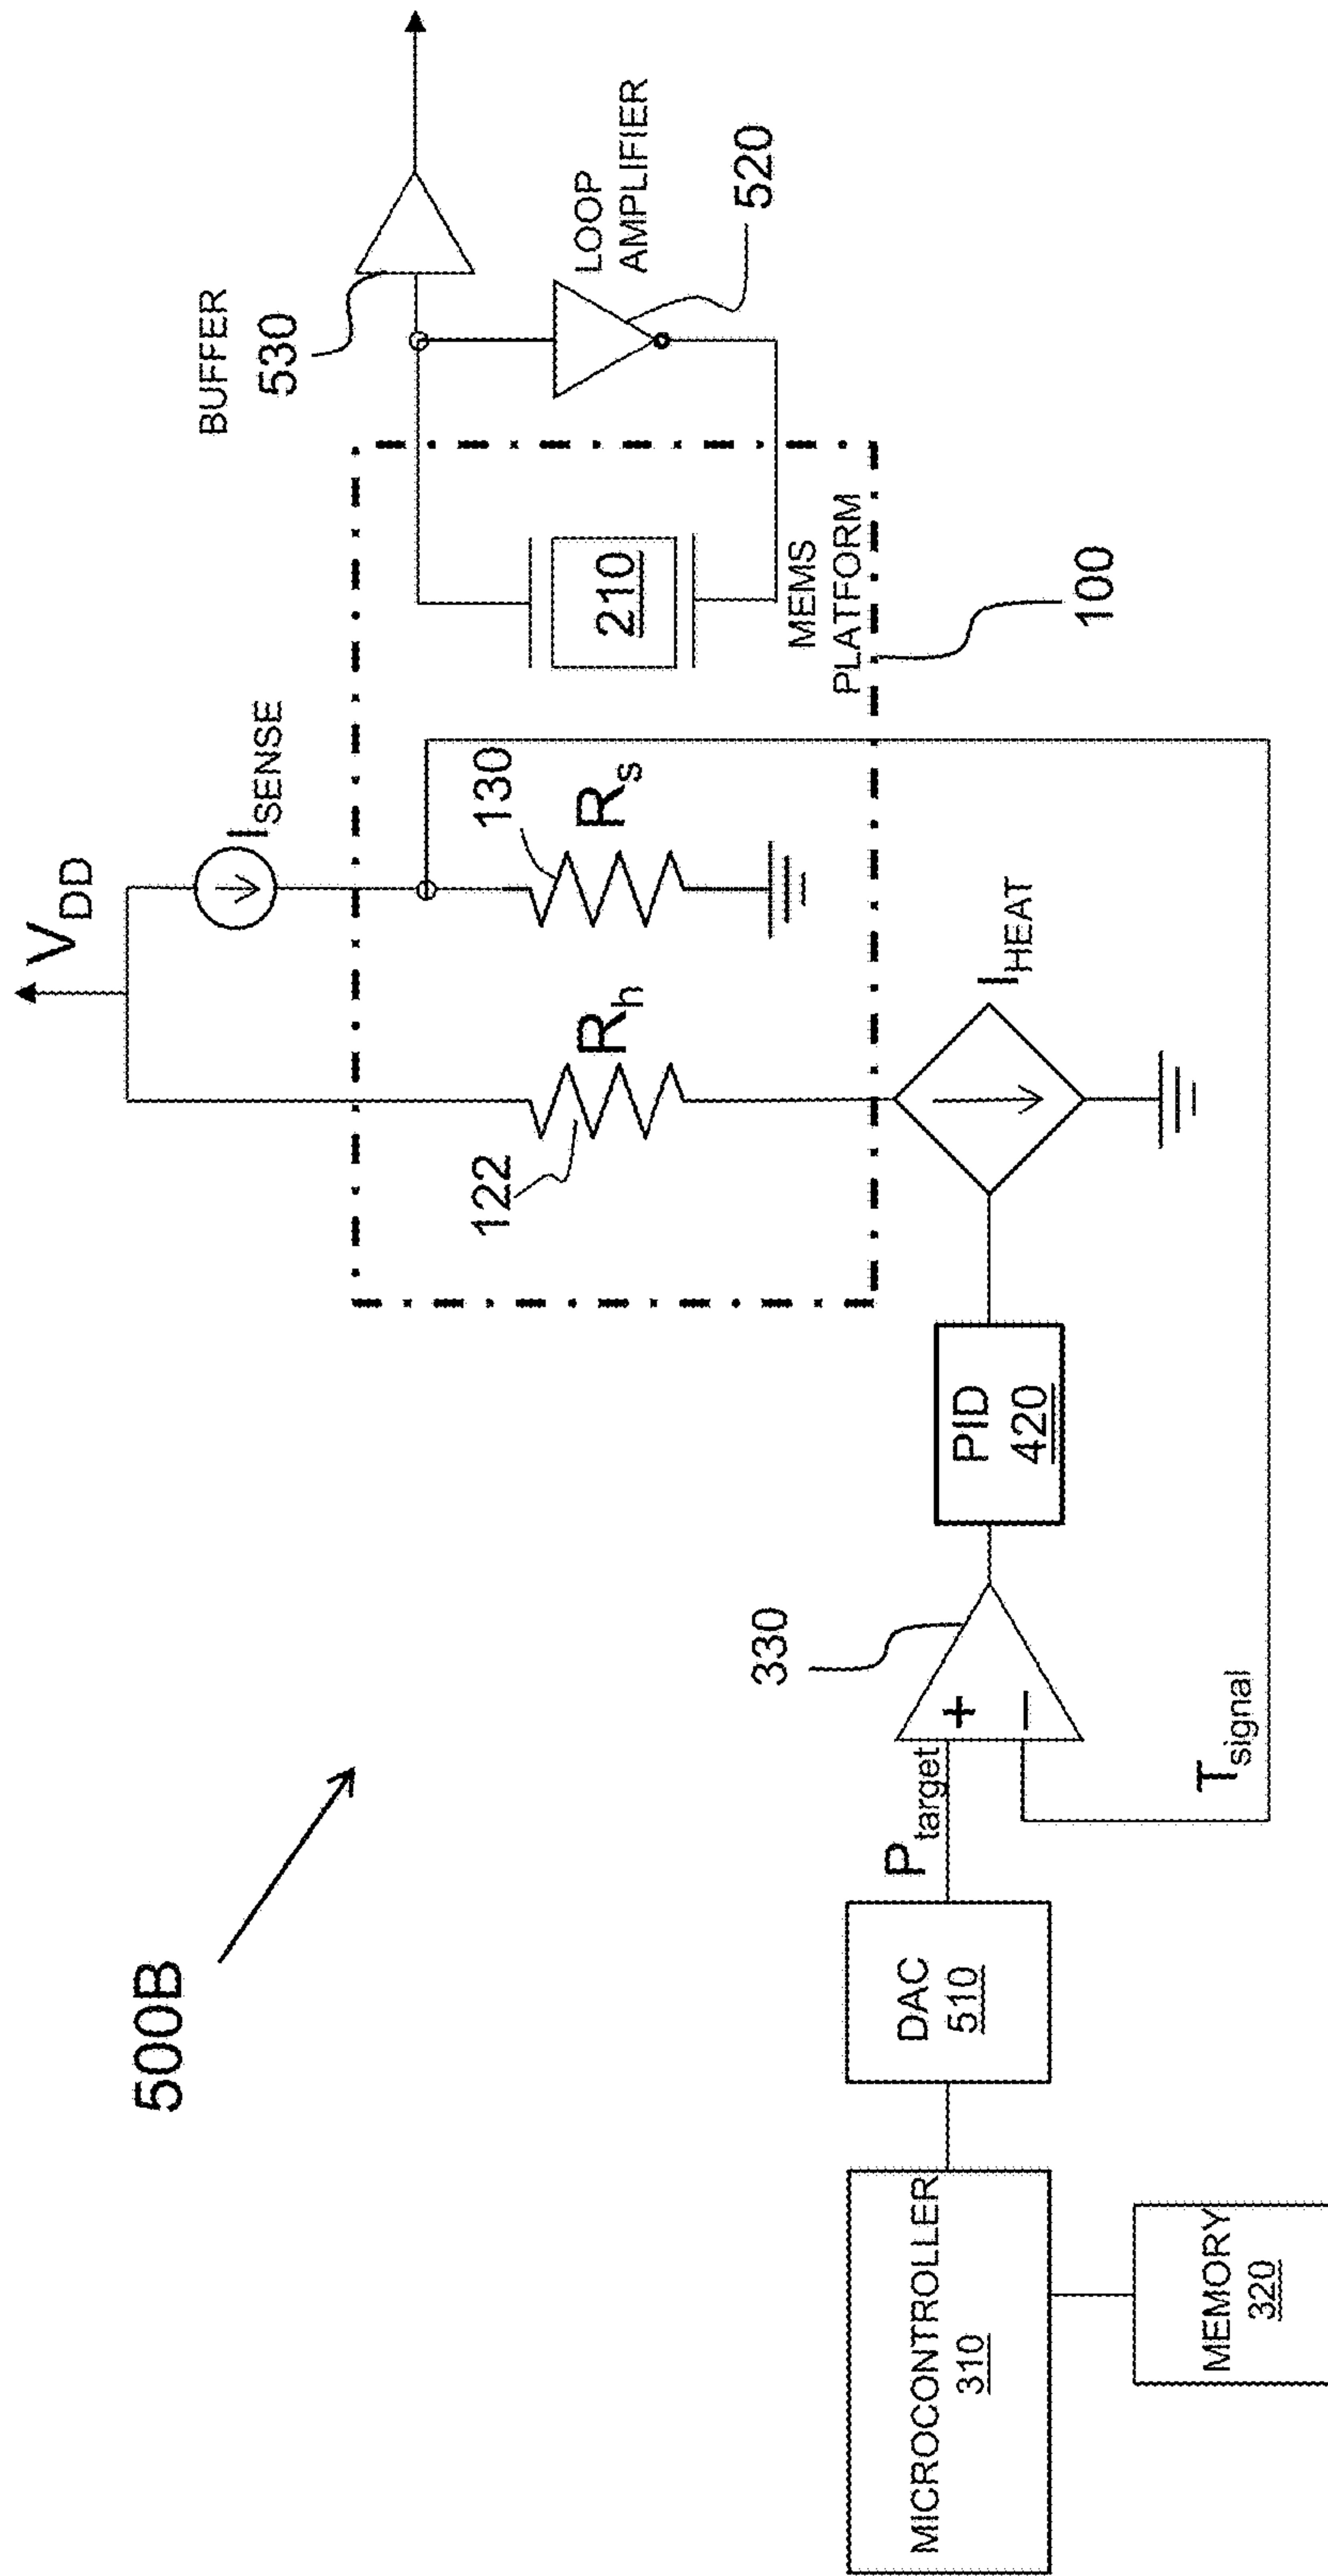 500B
V_DD
I_SENSE
BUFFER
530
122
R_h
130
R_s
210
LOOP
AMPLIFIER
520
MEMS
PLATFORM
100
I_HEAT
330
PID
420
P_target
+
−
T_signal
DAC
510
MICROCONTROLLER
310
MEMORY
320